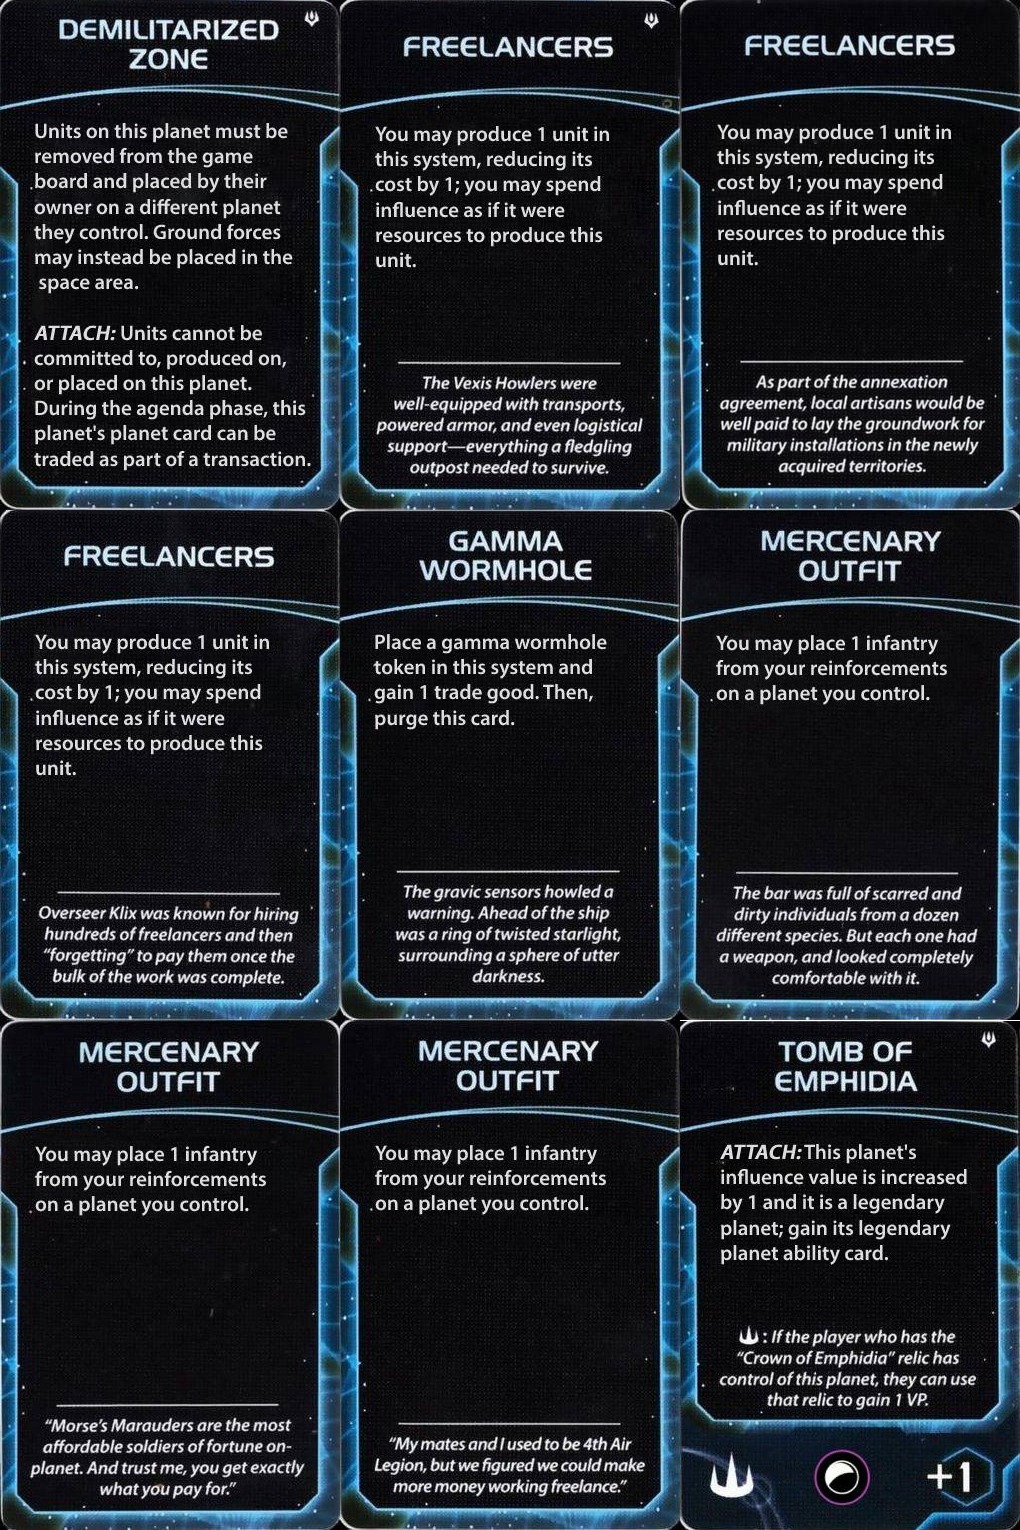 DEMILITARIZED
ZONE
Units on this planet must be
removed from the game
board and placed by their
owner on a different planet
they control. Ground forces
may instead be placed in the
space area.
ATTACH: Units cannot be
committed to, produced on,
or placed on this planet.
During the agenda phase, this
planet's planet card can be
traded as part of a transaction.
FREELANCERS
You may produce 1 unit in
this system, reducing its
cost by 1; you may spend
influence as if it were
resources to produce this
unit.
The Vexis Howlers were
well-equipped with transports,
powered armor, and even logistical
support—everything a fledgling
outpost needed to survive.
FREELANCERS
You may produce 1 unit in
this system, reducing its
cost by 1; you may spend
influence as if it were
resources to produce this
unit.
As part of the annexation
agreement, local artisans would be
well paid to lay the groundwork for
military installations in the newly
acquired territories.
FREELANCERS
You may produce 1 unit in
this system, reducing its
cost by 1; you may spend
influence as if it were
resources to produce this
unit.
Overseer Klix was known for hiring
hundreds of freelancers and then
“forgetting” to pay them once the
bulk of the work was complete.
GAMMA
WORMHOLE
Place a gamma wormhole
token in this system and
gain 1 trade good. Then,
purge this card.
The gravic sensors howled a
warning. Ahead of the ship
was a ring of twisted starlight,
surrounding a sphere of utter
darkness.
MERCENARY
OUTFIT
You may place 1 infantry
from your reinforcements
on a planet you control.
The bar was full of scarred and
dirty individuals from a dozen
different species. But each one had
a weapon, and looked completely
comfortable with it.
MERCENARY
OUTFIT
You may place 1 infantry
from your reinforcements
on a planet you control.
“Morse’s Marauders are the most
affordable soldiers of fortune on-
planet. And trust me, you get exactly
what you pay for.”
MERCENARY
OUTFIT
You may place 1 infantry
from your reinforcements
on a planet you control.
“My mates and I used to be 4th Air
Legion, but we figured we could make
more money working freelance.”
TOMB OF
EMPHIDIA
ATTACH: This planet's
influence value is increased
by 1 and it is a legendary
planet; gain its legendary
planet ability card.
: If the player who has the
“Crown of Emphidia” relic has
control of this planet, they can use
that relic to gain 1 VP.
+1